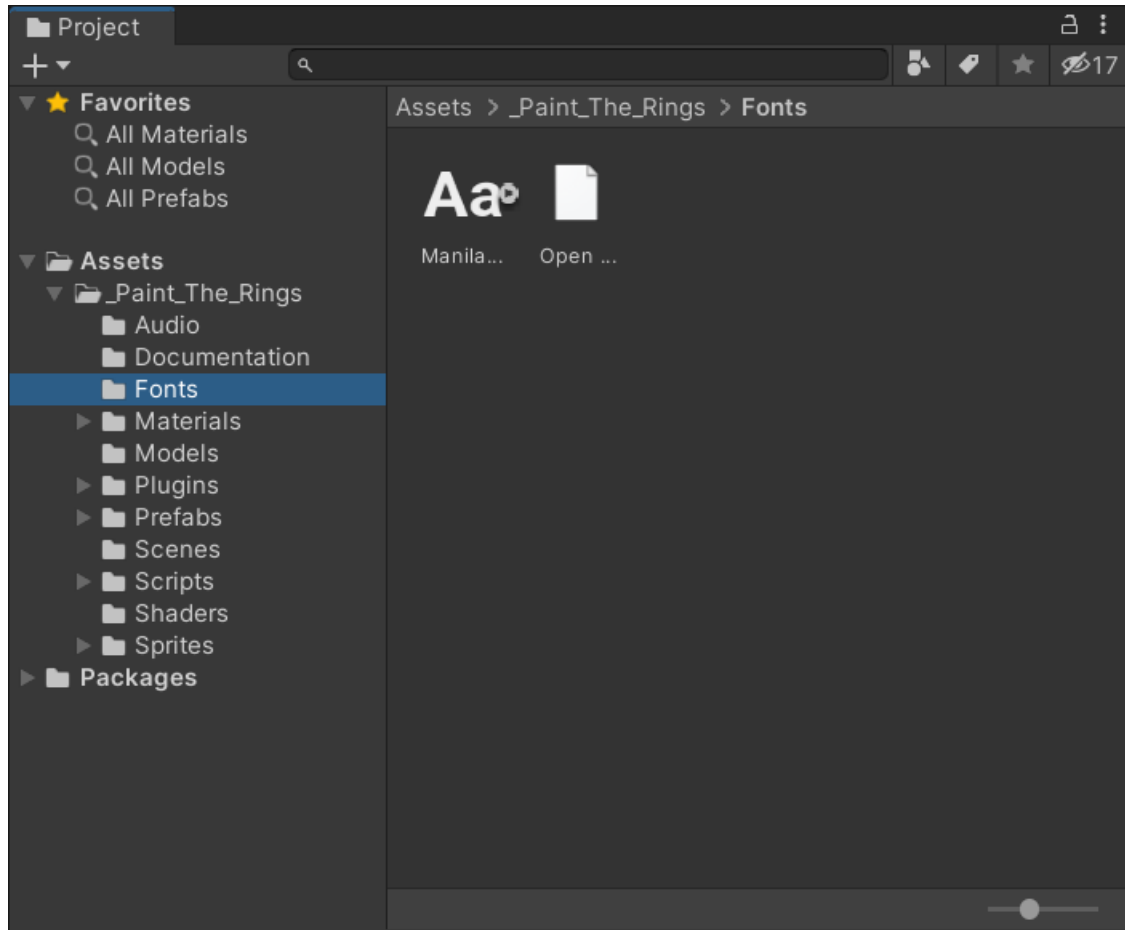 Project
17
Favorites
All Materials
All Models
All Prefabs
Assets
_Paint_The_Rings
Audio
Documentation
Fonts
Materials
Models
Plugins
Prefabs
Scenes
Scripts
Shaders
Sprites
Packages
Assets > _Paint_The_Rings > Fonts
Aa
Manila... Open ...